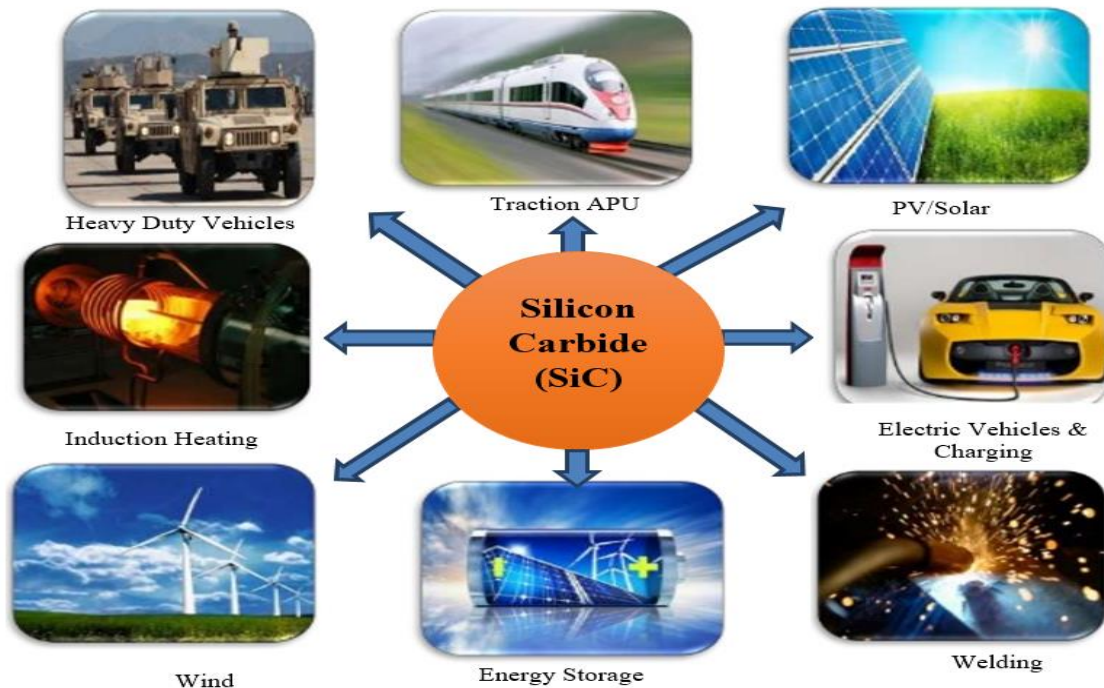 Heavy Duty Vehicles
Traction APU
PV/Solar
Silicon
Carbide
(SiC)
Induction Heating
Electric Vehicles &
Charging
Wind
Energy Storage
Welding